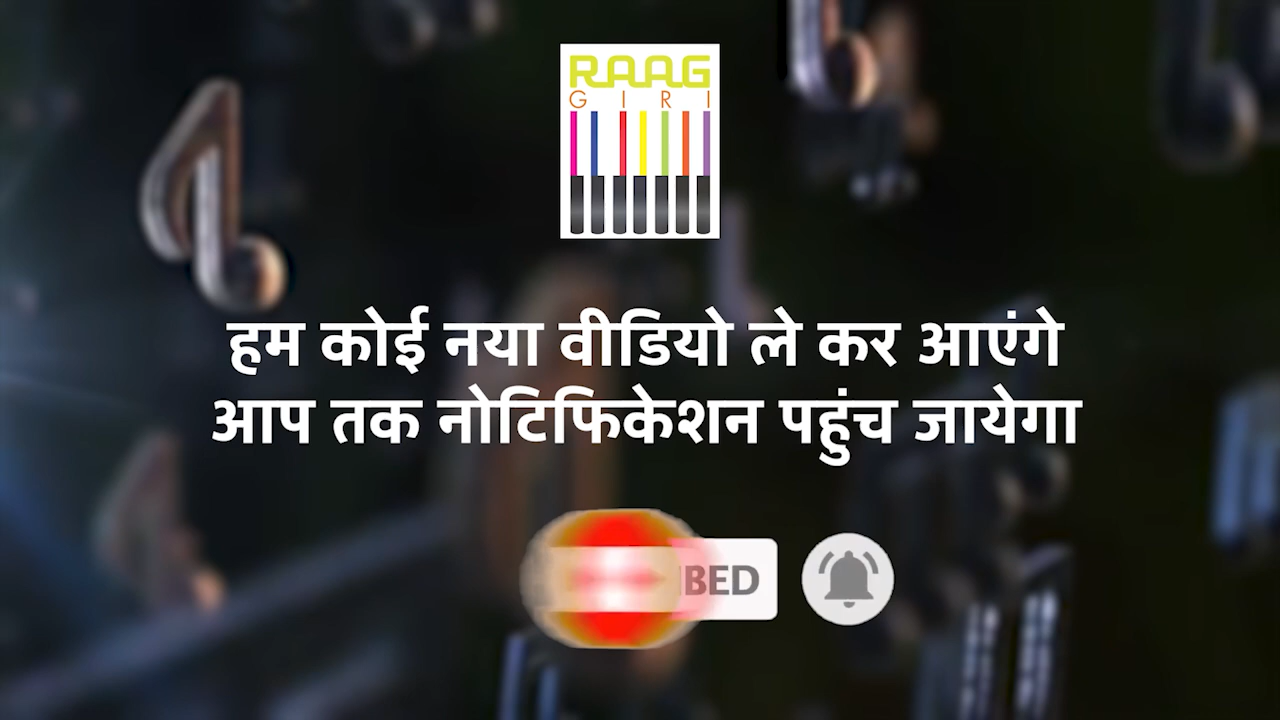 RAAG
GIRI
हम कोई नया वीडियो ले कर आएंगे
आप तक नोटिफिकेशन पहुंच जायेगा